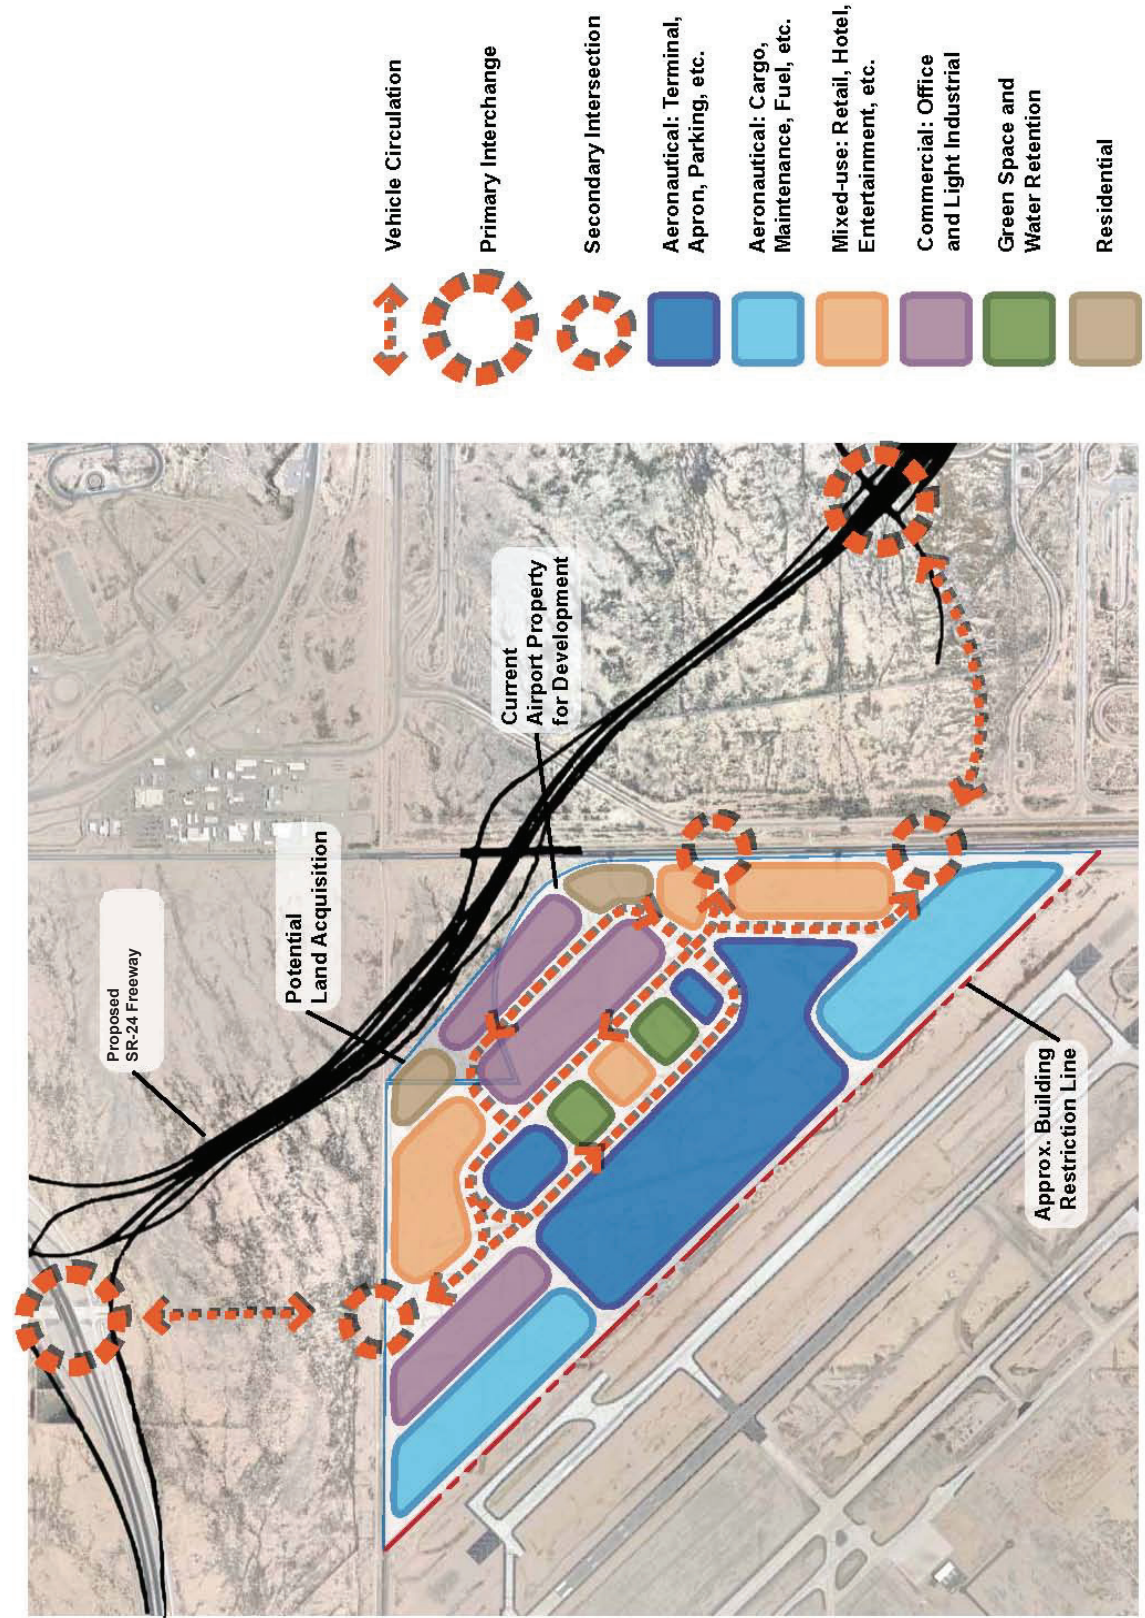 Vehicle Circulation
Primary Interchange
Secondary Intersection
Aeronautical: Terminal,
Apron, Parking, etc.
Aeronautical: Cargo,
Maintenance, Fuel, etc.
Mixed-use: Retail, Hotel,
Entertainment, etc.
Commercial: Office
and Light Industrial
Green Space and
Water Retention
Residential
Proposed
SR-24 Freeway
Potential
Land Acquisition
Current
Airport Property
for Development
Approx. Building
Restriction Line